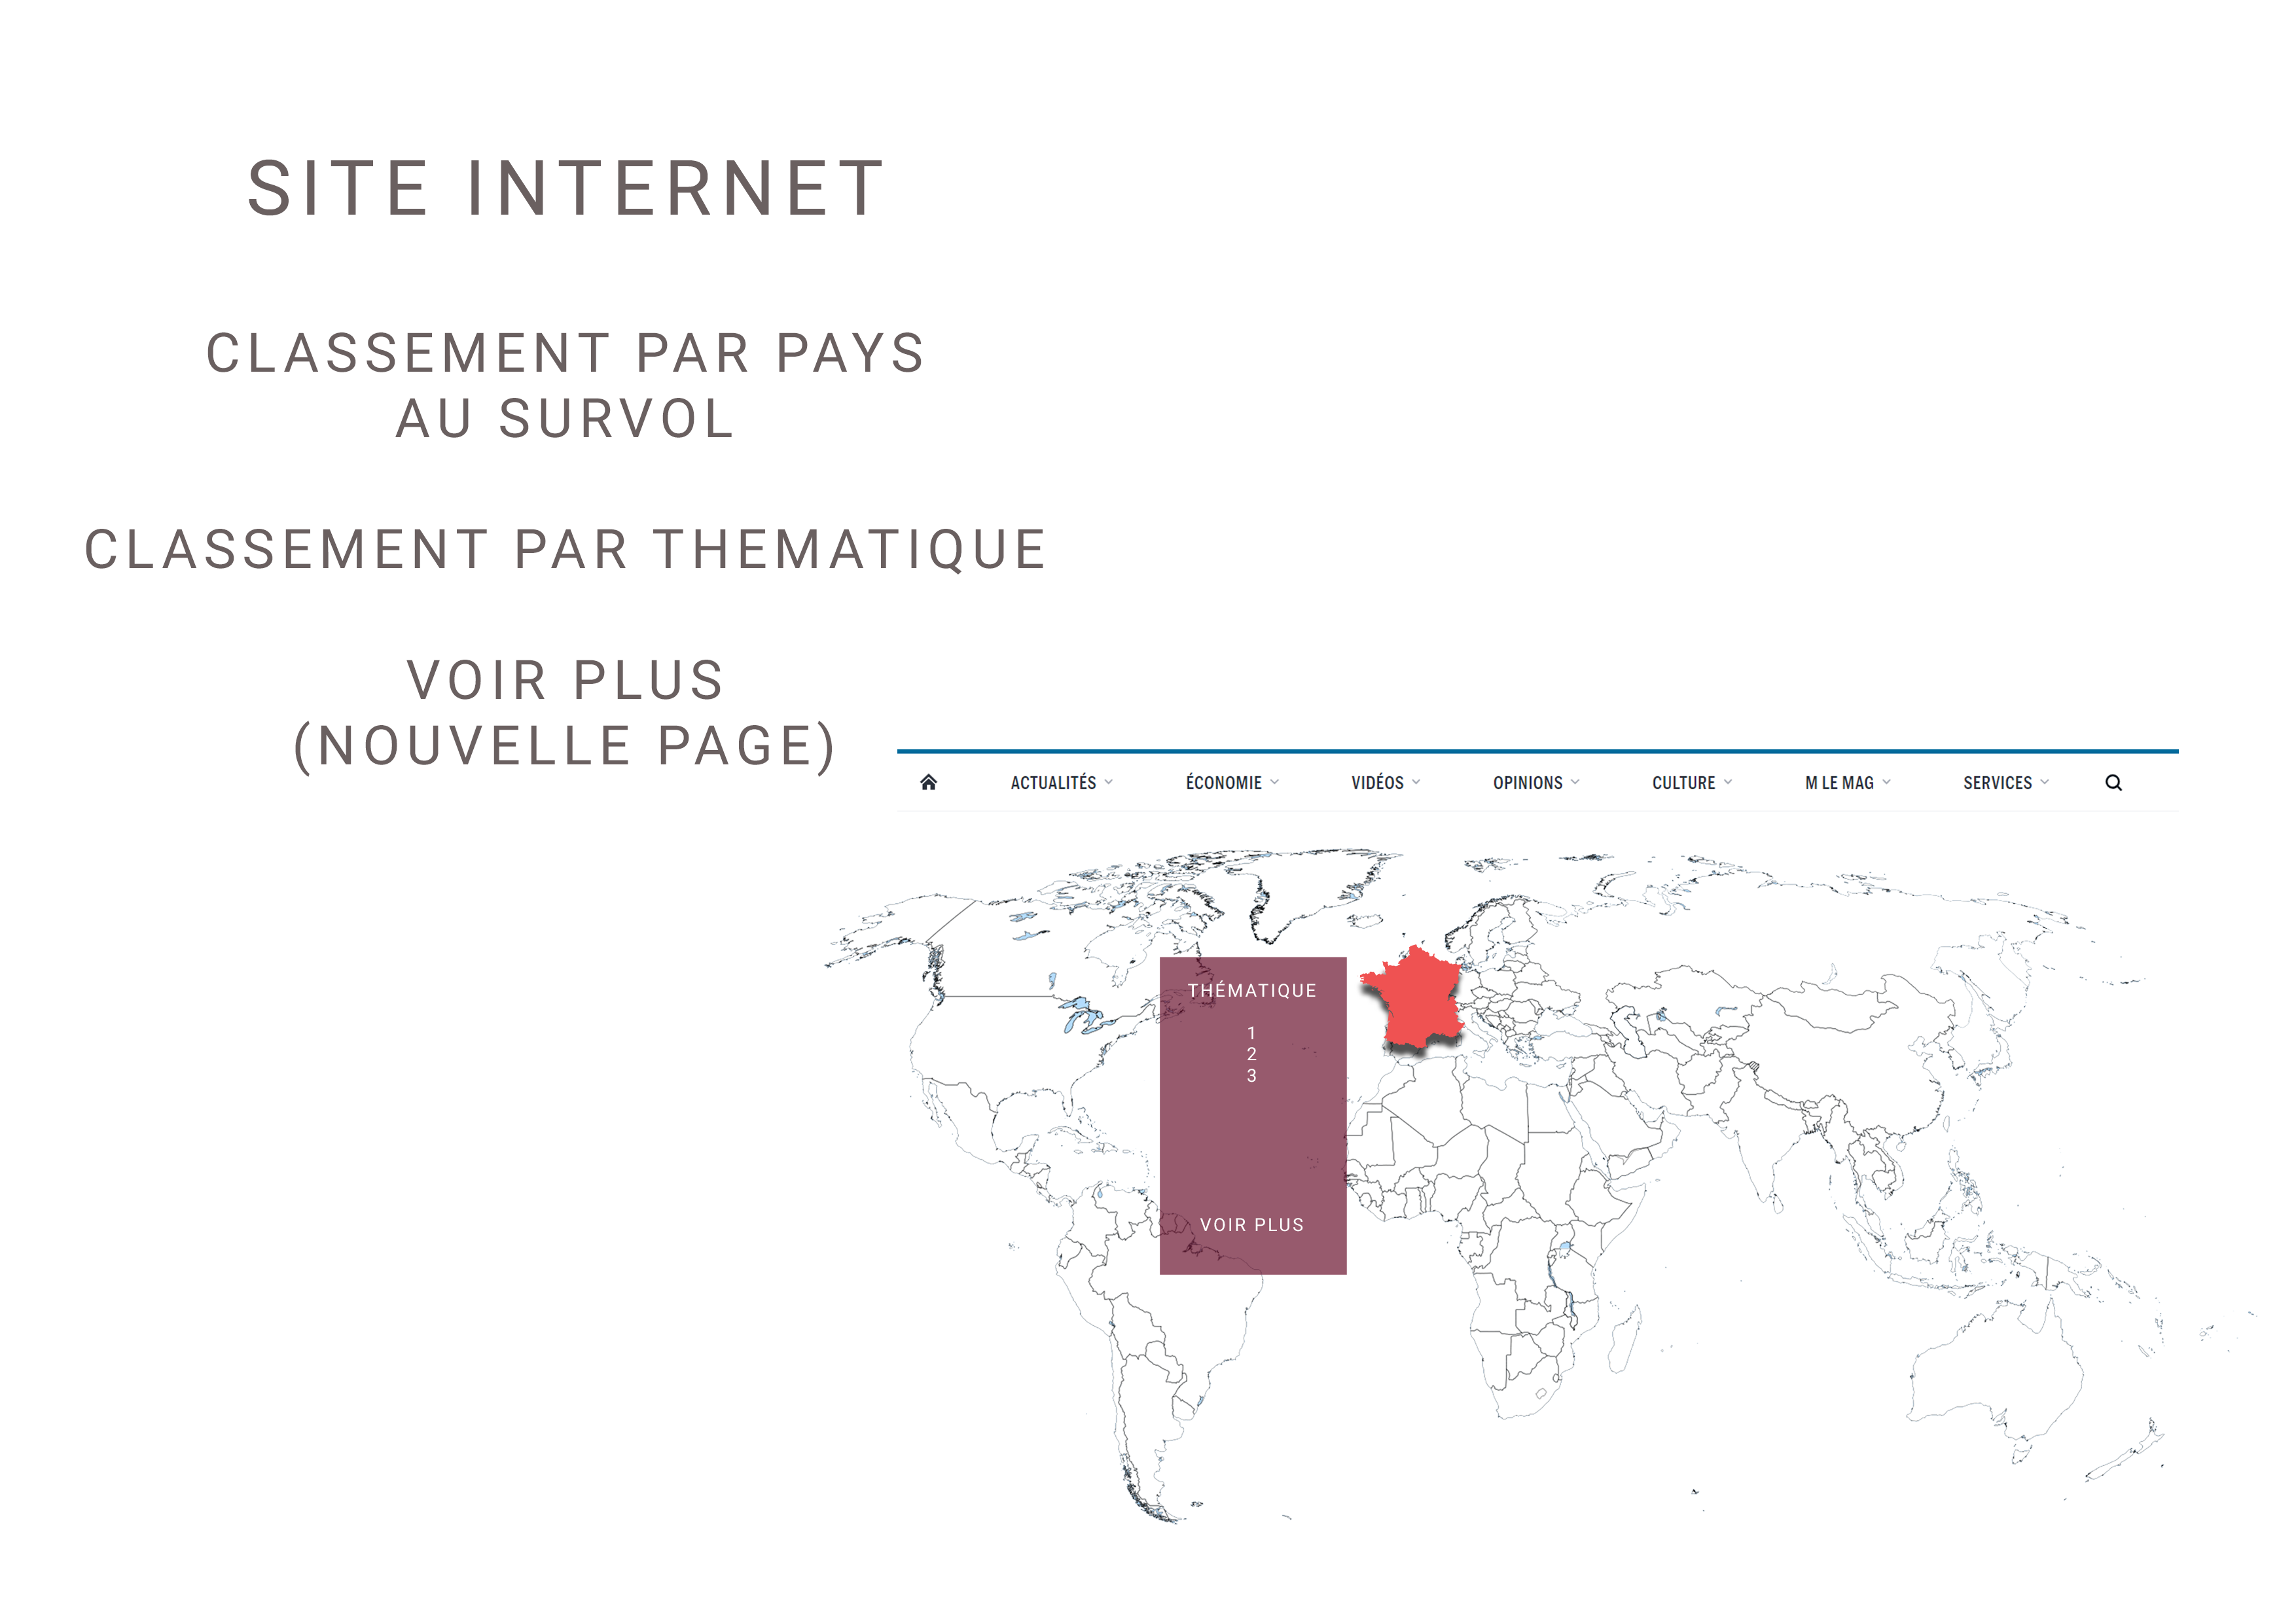 SITE INTERNET
CLASSEMENT PAR PAYS
AU SURVOL
CLASSEMENT PAR THEMATIQUE
VOIR PLUS
(NOUVELLE PAGE)
ACTUALITÉS ÉCONOMIE VIDÉOS OPINIONS CULTURE M LE MAG SERVICES
THÉMATIQUE
1
2
3
VOIR PLUS